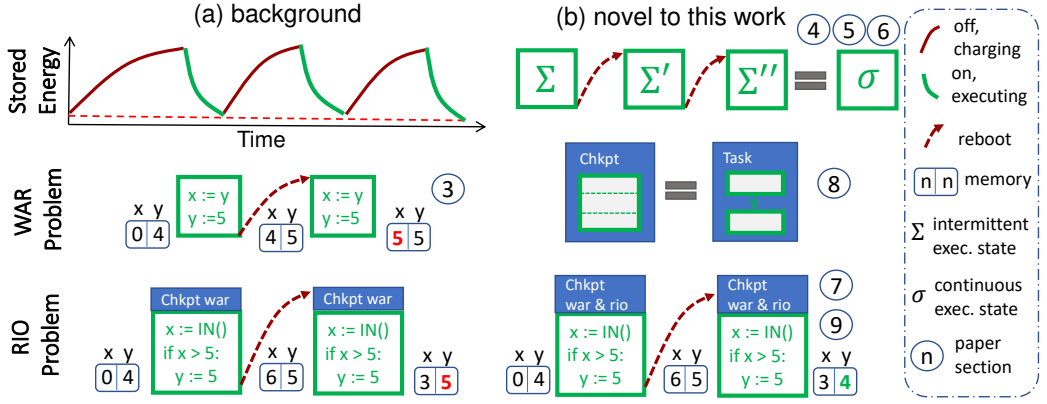 (a) background
Stored
Energy
Time
WAR
Problem
x := y
y :=5
x := y
y :=5
3
x y
0 4
x y
4 5
x y
5 5
RIO
Problem
Chkpt war
x := IN()
if x > 5:
y := 5
Chkpt war
x := IN()
if x > 5:
y := 5
x y
0 4
x y
6 5
x y
3 5
(b) novel to this work
4 5 6
Σ
Σ′
Σ′′
=
σ
Chkpt
=
Task
8
Chkpt
war & rio
x := IN()
if x > 5:
y := 5
Chkpt
war & rio
x := IN()
if x > 5:
y := 5
7
9
x y
0 4
x y
6 5
x y
3 4
off,
charging
on,
executing
reboot
n n memory
Σ intermittent
exec. state
σ continuous
exec. state
n paper
section